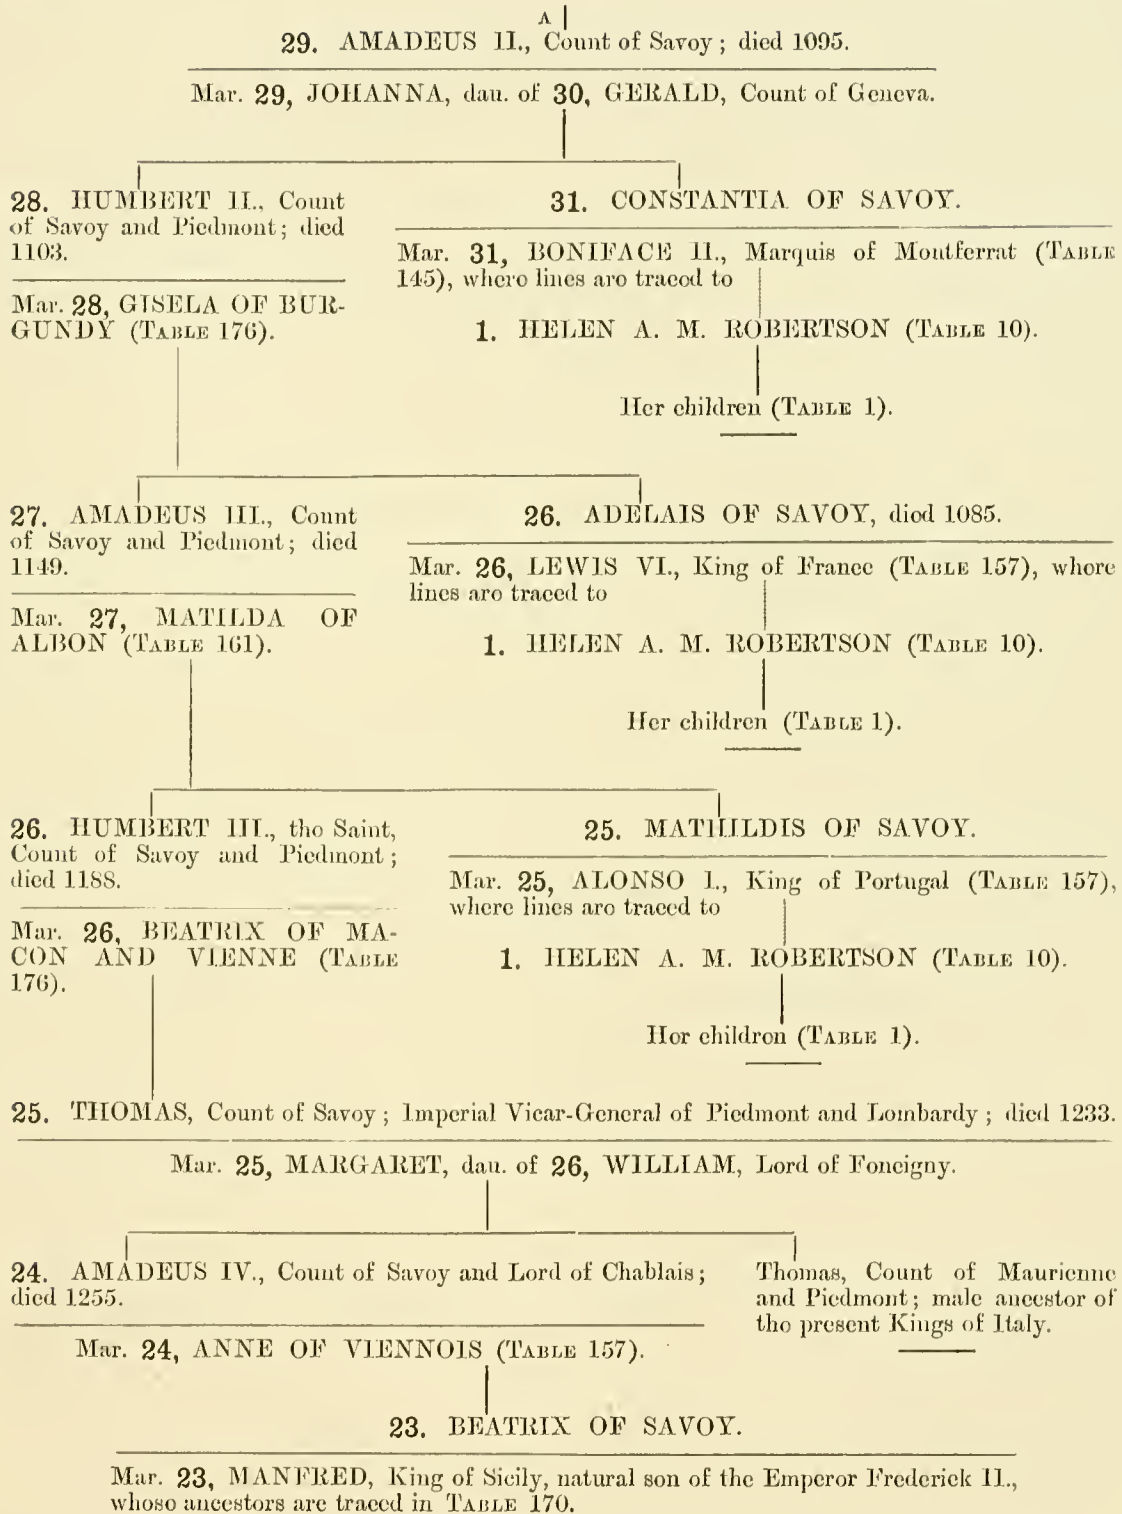 A
29. AMADEUS II., Count of Savoy; died 1095.
Mar. 29, JOHANNA, dau. of 30, GERALD, Count of Geneva.
28. HUMBERT II., Count
of Savoy and Piedmont; died
1103.
Mar. 28, GISELA OF BUR-
GUNDY (TABLE 176).
31. CONSTANTIA OF SAVOY.
Mar. 31, BONIFACE II., Marquis of Montferrat (TABLE
145), where lines are traced to
1. HELEN A. M. ROBERTSON (TABLE 10).
Her children (TABLE 1).
27. AMADEUS III., Count
of Savoy and Piedmont; died
1149.
Mar. 27, MATILDA OF
ALBON (TABLE 161).
26. ADELAIS OF SAVOY, died 1085.
Mar. 26, LEWIS VI., King of France (TABLE 157), where
lines are traced to
1. HELEN A. M. ROBERTSON (TABLE 10).
Her children (TABLE 1).
26. HUMBERT III., the Saint,
Count of Savoy and Piedmont;
died 1188.
Mar. 26, BEATRIX OF MA-
CON AND VIENNE (TABLE
176).
25. MATHILDIS OF SAVOY.
Mar. 25, ALONSO I., King of Portugal (TABLE 157),
where lines are traced to
1. HELEN A. M. ROBERTSON (TABLE 10).
Her children (TABLE 1).
25. THOMAS, Count of Savoy; Imperial Vicar-General of Piedmont and Lombardy; died 1233.
Mar. 25, MARGARET, dau. of 26, WILLIAM, Lord of Foncigny.
24. AMADEUS IV., Count of Savoy and Lord of Chablais;
died 1255.
Mar. 24, ANNE OF VIENNOIS (TABLE 157).
Thomas, Count of Maurienne
and Piedmont; male ancestor of
the present Kings of Italy.
23. BEATRIX OF SAVOY.
Mar. 23, MANFRED, King of Sicily, natural son of the Emperor Frederick II.,
whose ancestors are traced in TABLE 170.